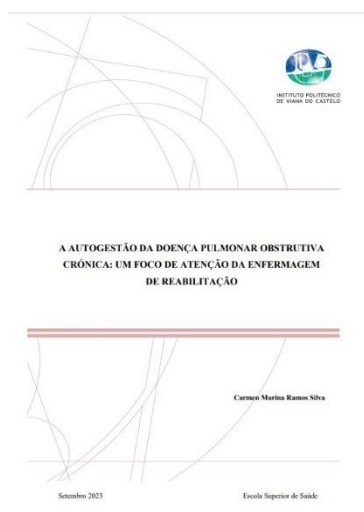 INSTITUTO POLITÉCNICO
DE VIANA DO CASTELO
A AUTOGESTÃO DA DOENÇA PULMONAR OBSTRUTIVA
CRÓNICA: UM FOCO DE ATENÇÃO DA ENFERMAGEM
DE REABILITAÇÃO
Carmen Marina Ramos Silva
Setembro 2023
Escola Superior de Saúde